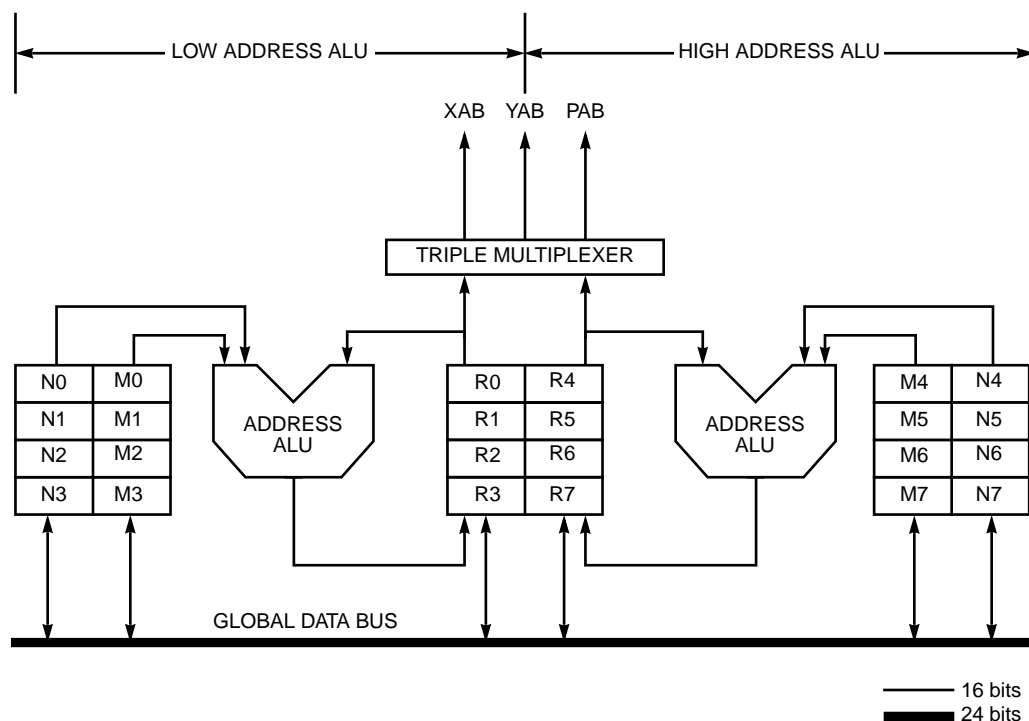 LOW ADDRESS ALU
HIGH ADDRESS ALU
XAB YAB PAB
TRIPLE MULTIPLEXER
N0 M0
N1 M1
N2 M2
N3 M3
ADDRESS
ALU
R0 R4
R1 R5
R2 R6
R3 R7
ADDRESS
ALU
M4 N4
M5 N5
M6 N6
M7 N7
GLOBAL DATA BUS
16 bits
24 bits